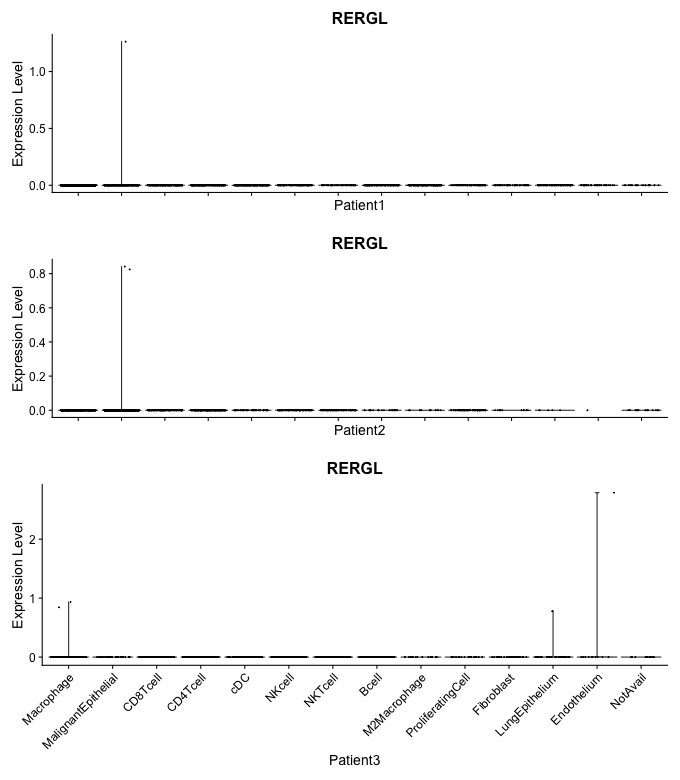 RERGL
Expression Level
1.0
0.5
0.0
Patient1
RERGL
Expression Level
0.8
0.6
0.4
0.2
0.0
Patient2
RERGL
Expression Level
2
1
0
Macrophage
MalignantEpithelial
CD8Tcell
CD4Tcell
cDC
NKcell
NKTcell
Bcell
M2Macrophage
ProliferatingCell
Fibroblast
LungEpithelium
Endothelium
NotAvail
Patient3